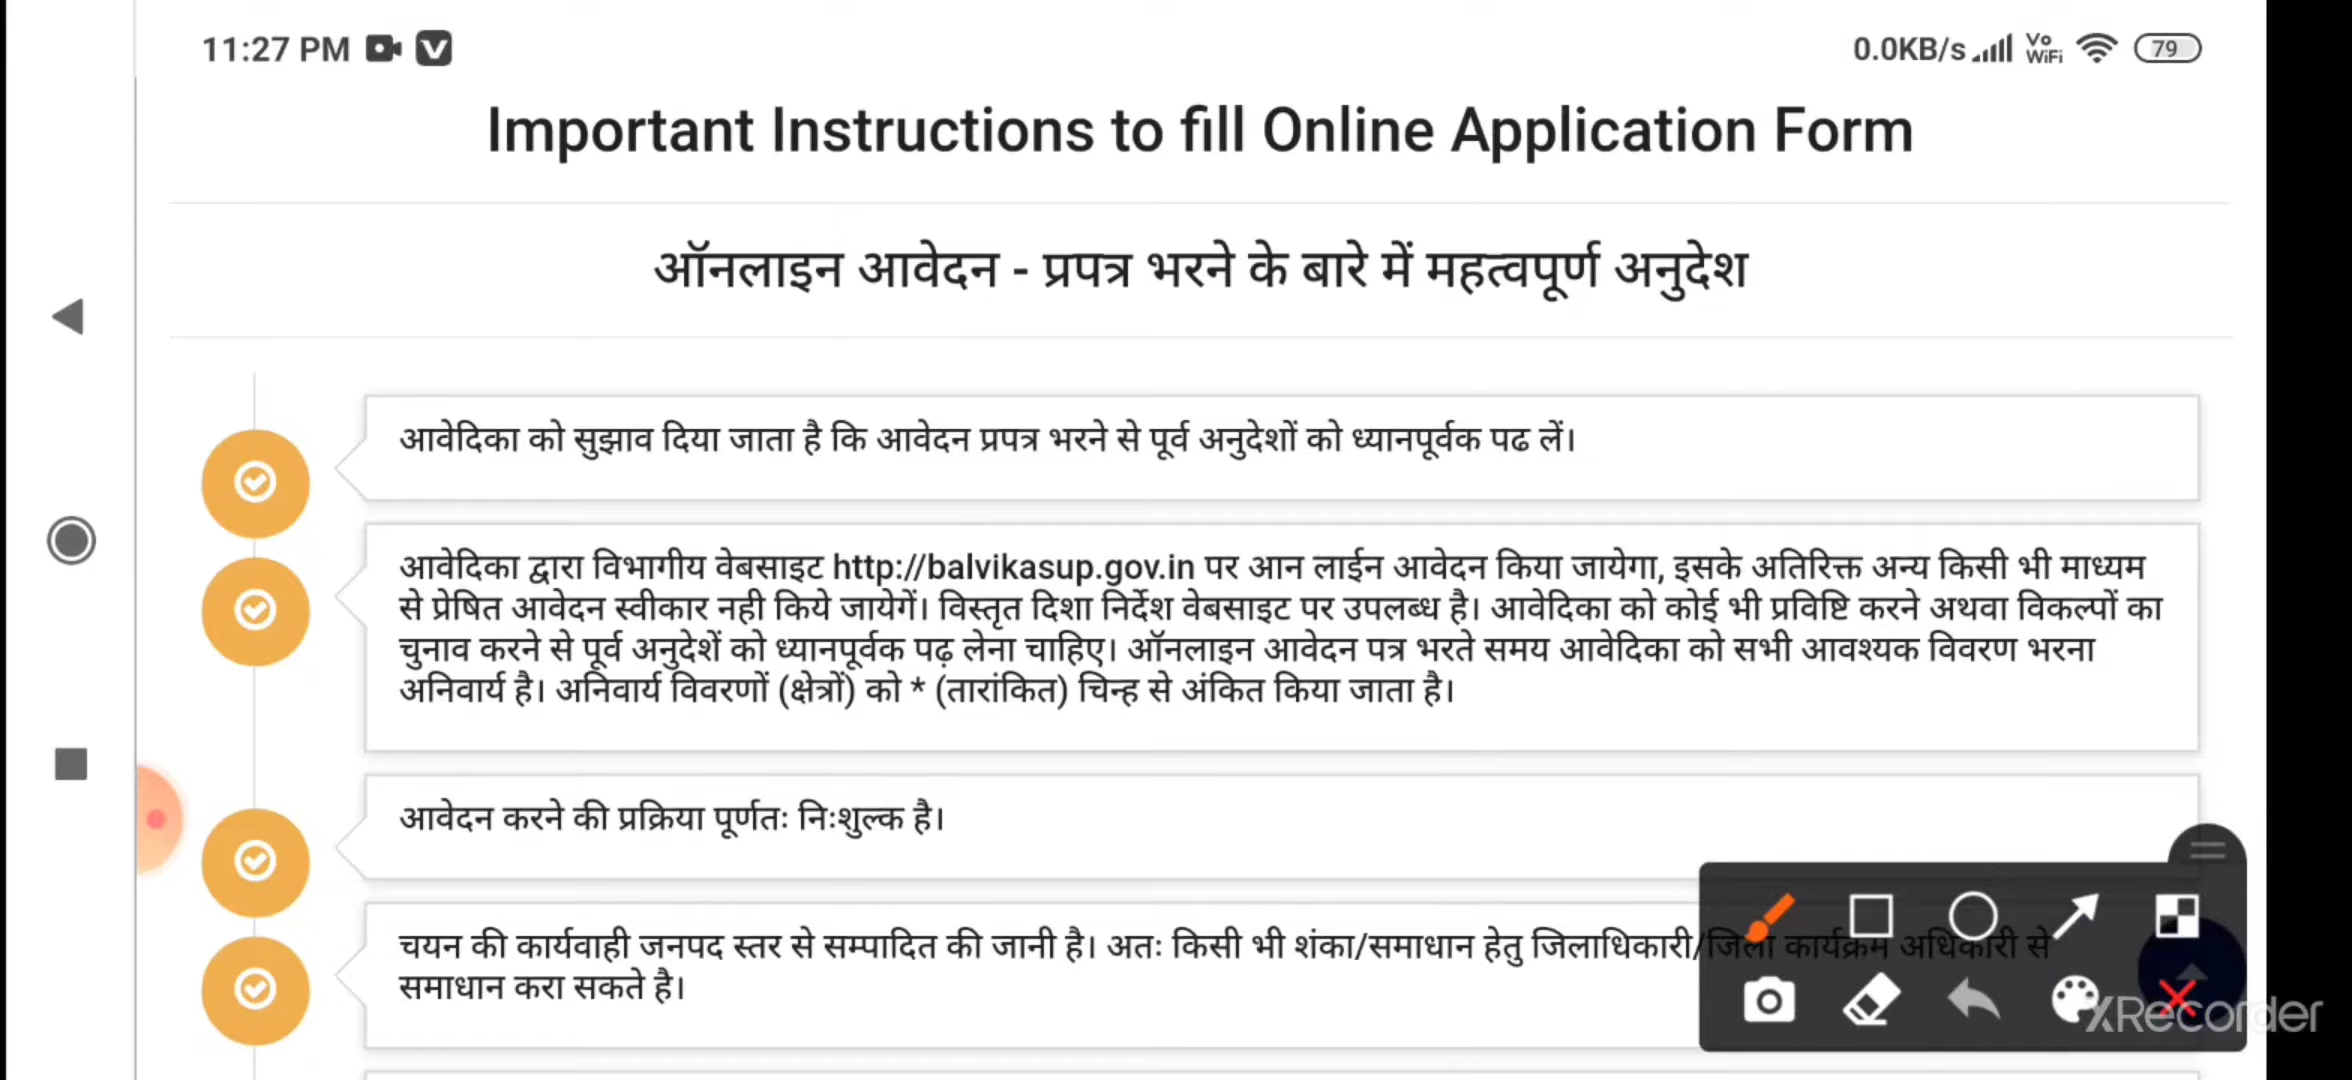 11:27 PM
0.0KB/s
Vo
WiFi
79
Important Instructions to fill Online Application Form
ऑनलाइन आवेदन - प्रपत्र भरने के बारे में महत्वपूर्ण अनुदेश
आवेदिका को सुझाव दिया जाता है कि आवेदन प्रपत्र भरने से पूर्व अनुदेशों को ध्यानपूर्वक पढ लें।
आवेदिका द्वारा विभागीय वेबसाइट http://balvikasup.gov.in पर आन लाईन आवेदन किया जायेगा, इसके अतिरिक्त अन्य किसी भी माध्यम
से प्रेषित आवेदन स्वीकार नही किये जायेगें। विस्तृत दिशा निर्देश वेबसाइट पर उपलब्ध है। आवेदिका को कोई भी प्रविष्टि करने अथवा विकल्पों का
चुनाव करने से पूर्व अनुदेशें को ध्यानपूर्वक पढ़ लेना चाहिए। ऑनलाइन आवेदन पत्र भरते समय आवेदिका को सभी आवश्यक विवरण भरना
अनिवार्य है। अनिवार्य विवरणों (क्षेत्रों) को * (तारांकित) चिन्ह से अंकित किया जाता है।
आवेदन करने की प्रक्रिया पूर्णतः निःशुल्क है।
चयन की कार्यवाही जनपद स्तर से सम्पादित की जानी है। अतः किसी भी शंका/समाधान हेतु जिलाधिकारी/जिला कार्यक्रम अधिकारी से
समाधान करा सकते है।
XRecorder